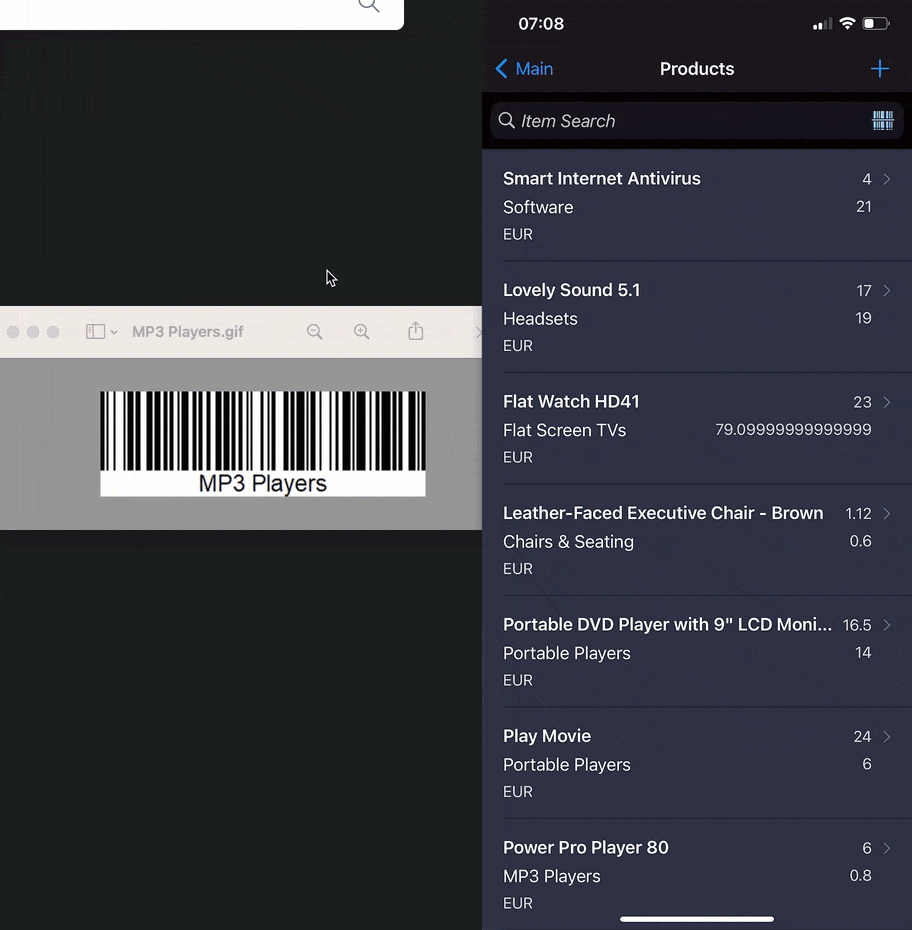 MP3 Players.gif
MP3 Players
07:08
Main
Products
Item Search
Smart Internet Antivirus 4
Software 21
EUR
Lovely Sound 5.1 17
Headsets 19
EUR
Flat Watch HD41 23
Flat Screen TVs 79.09999999999999
EUR
Leather-Faced Executive Chair - Brown 1.12
Chairs & Seating 0.6
EUR
Portable DVD Player with 9" LCD Moni... 16.5
Portable Players 14
EUR
Play Movie 24
Portable Players 6
EUR
Power Pro Player 80 6
MP3 Players 0.8
EUR